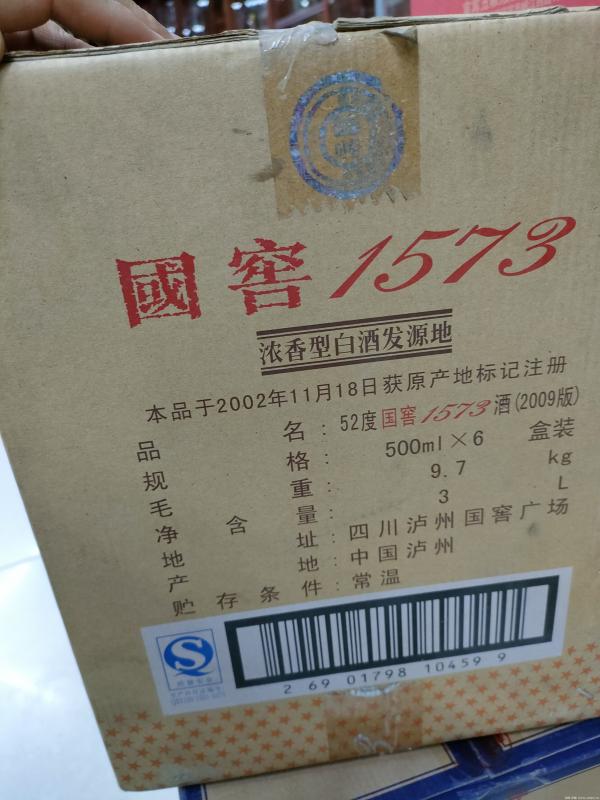 國窖1573
浓香型白酒发源地
本品于2002年11月18日获原产地标记注册
品名：52度国窖1573酒(2009版)
规格：500ml×6 盒装
毛重：9.7 kg
净含量：3 L
地址：四川泸州国窖广场
产地：中国泸州
贮存条件：常温
2 69 01798 10459 9